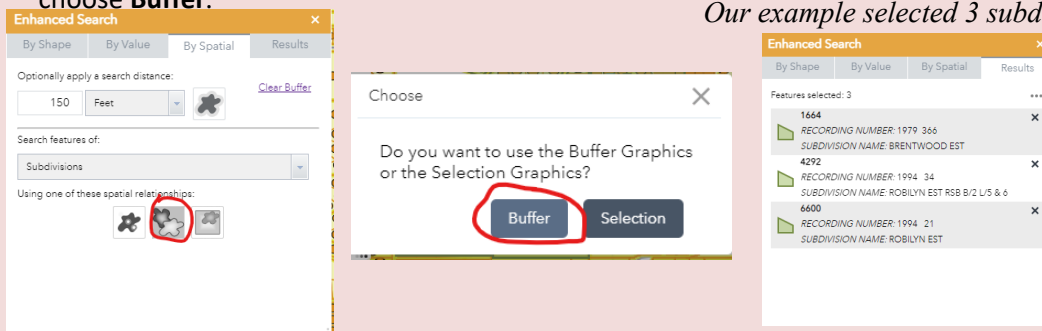 choose Buffer.
Enhanced Search ×
By Shape By Value By Spatial Results
Optionally apply a search distance:
150 Feet Clear Buffer
Search features of:
Subdivisions
Using one of these spatial relationships:
Choose
Do you want to use the Buffer Graphics
or the Selection Graphics?
Buffer Selection
Our example selected 3 subd
Enhanced Search ×
By Shape By Value By Spatial Results
Features selected: 3 •••
1664 ×
RECORDING NUMBER: 1979 366
SUBDIVISION NAME: BRENTWOOD EST
4292 ×
RECORDING NUMBER: 1994 34
SUBDIVISION NAME: ROBILYN EST RSB B/2 L/5 & 6
6600 ×
RECORDING NUMBER: 1994 21
SUBDIVISION NAME: ROBILYN EST